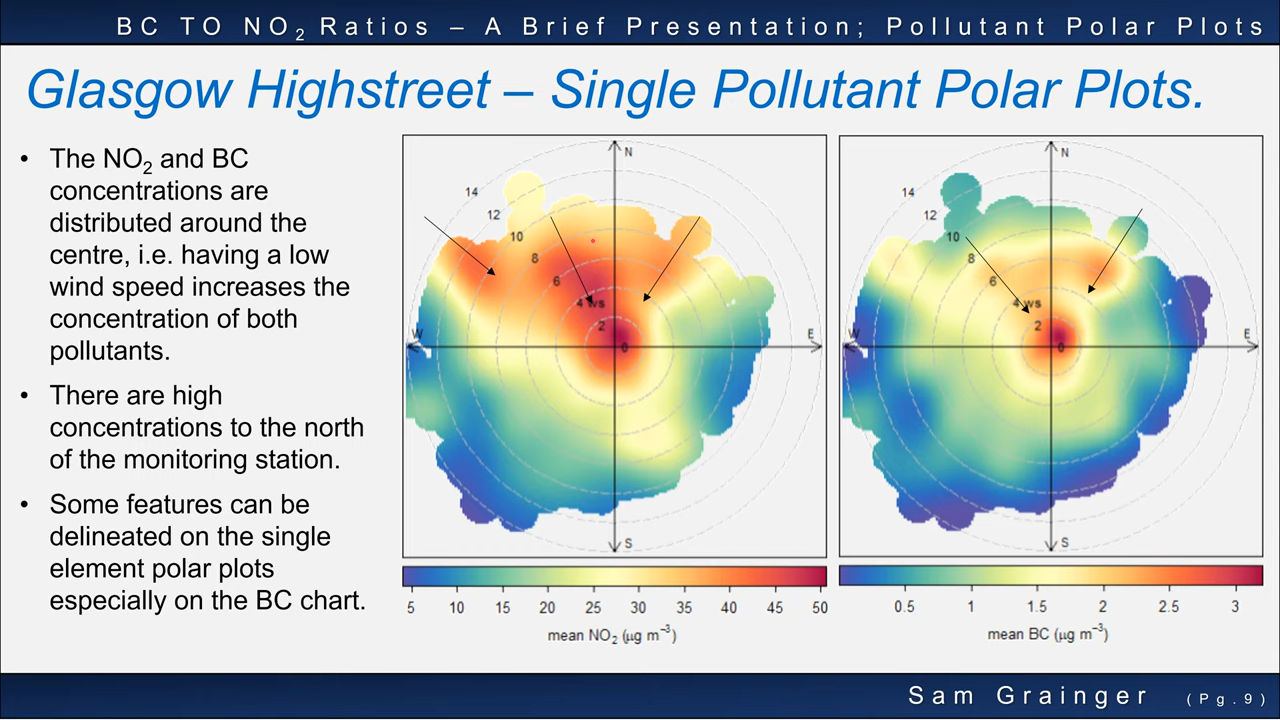 BC TO NO₂ Ratios – A Brief Presentation; Pollutant Polar Plots
Glasgow Highstreet – Single Pollutant Polar Plots.
• The NO₂ and BC
concentrations are
distributed around the
centre, i.e. having a low
wind speed increases the
concentration of both
pollutants.
• There are high
concentrations to the north
of the monitoring station.
• Some features can be
delineated on the single
element polar plots
especially on the BC chart.
N
14
12
10
8
6
4 ws
2
0
W
E
S
5 10 15 20 25 30 35 40 45 50
mean NO₂ (μg m⁻³)
N
14
12
10
8
6
4 ws
2
0
W
E
S
0.5 1 1.5 2 2.5 3
mean BC (μg m⁻³)
Sam Grainger (Pg.9)